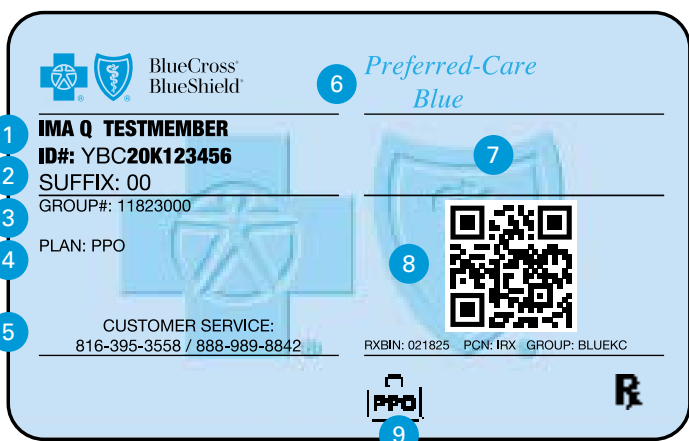 BlueCross®
BlueShield®
6
Preferred-Care
Blue
1
IMA Q TESTMEMBER
ID#: YBC20K123456
2
SUFFIX: 00
7
3
GROUP#: 11823000
4
PLAN: PPO
8
5
CUSTOMER SERVICE:
816-395-3558 / 888-989-8842
RXBIN: 021825 PCN: IRX GROUP: BLUEKC
PPO
Rx
9